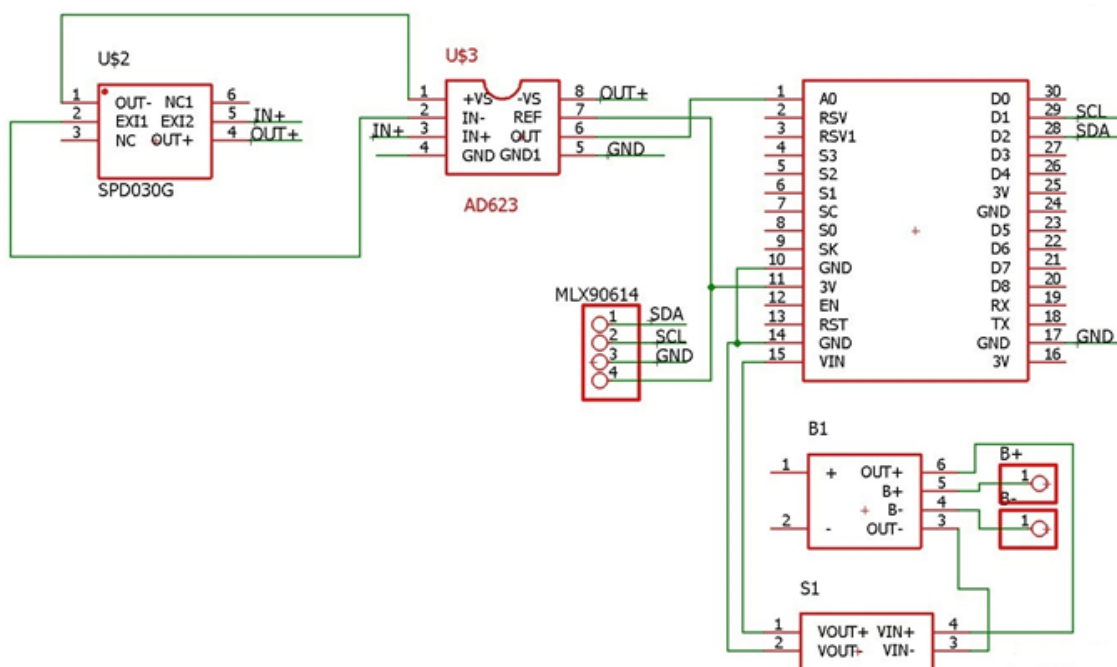 U$2
1 OUT- NC1 6
2 EXI1 EXI2 5 IN+
3 NC OUT+ 4 OUT+
SPD030G
U$3
1 +VS -VS 8 OUT+
2 IN- REF 7
IN+ 3 IN+ OUT 6
4 GND GND1 5 GND
AD623
1 A0 D0 30
2 RSV D1 29 SCL
3 RSV1 D2 28 SDA
4 S3 D3 27
5 S2 D4 26
6 S1 3V 25
7 SC GND 24
8 S0 D5 23
9 SK D6 22
10 GND D7 21
11 3V D8 20
12 EN RX 19
13 RST TX 18
14 GND GND 17 GND
15 VIN 3V 16
MLX90614
1 SDA
2 SCL
3 GND
4
B1
1 + OUT+ 6
B+ 5
B- 4
2 - OUT- 3
B+
1
B-
1
S1
1 VOUT+ VIN+ 4
2 VOUT- VIN- 3